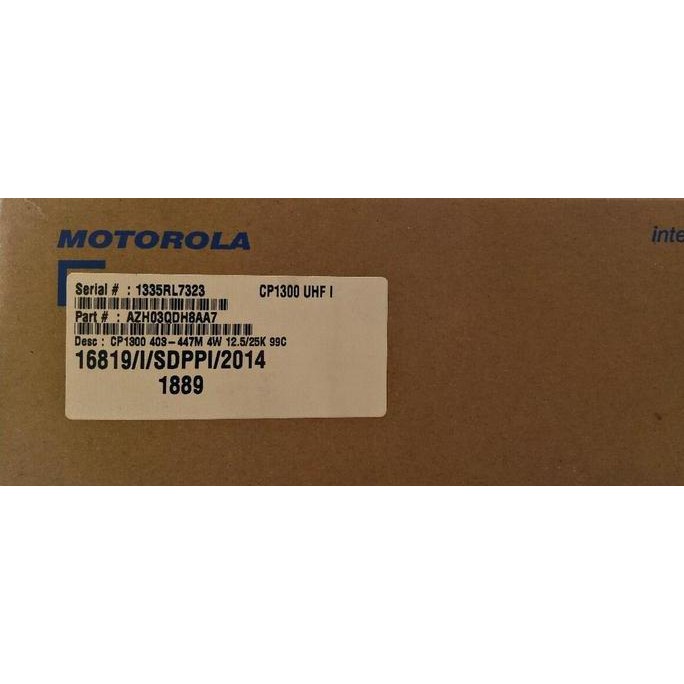 MOTOROLA
inte
Serial # : 1335RL7323 CP1300 UHF I
Part # : AZH03QDH8AA7
Desc : CP1300 403-447M 4W 12.5/25K 99C
16819/I/SDPPI/2014
1889